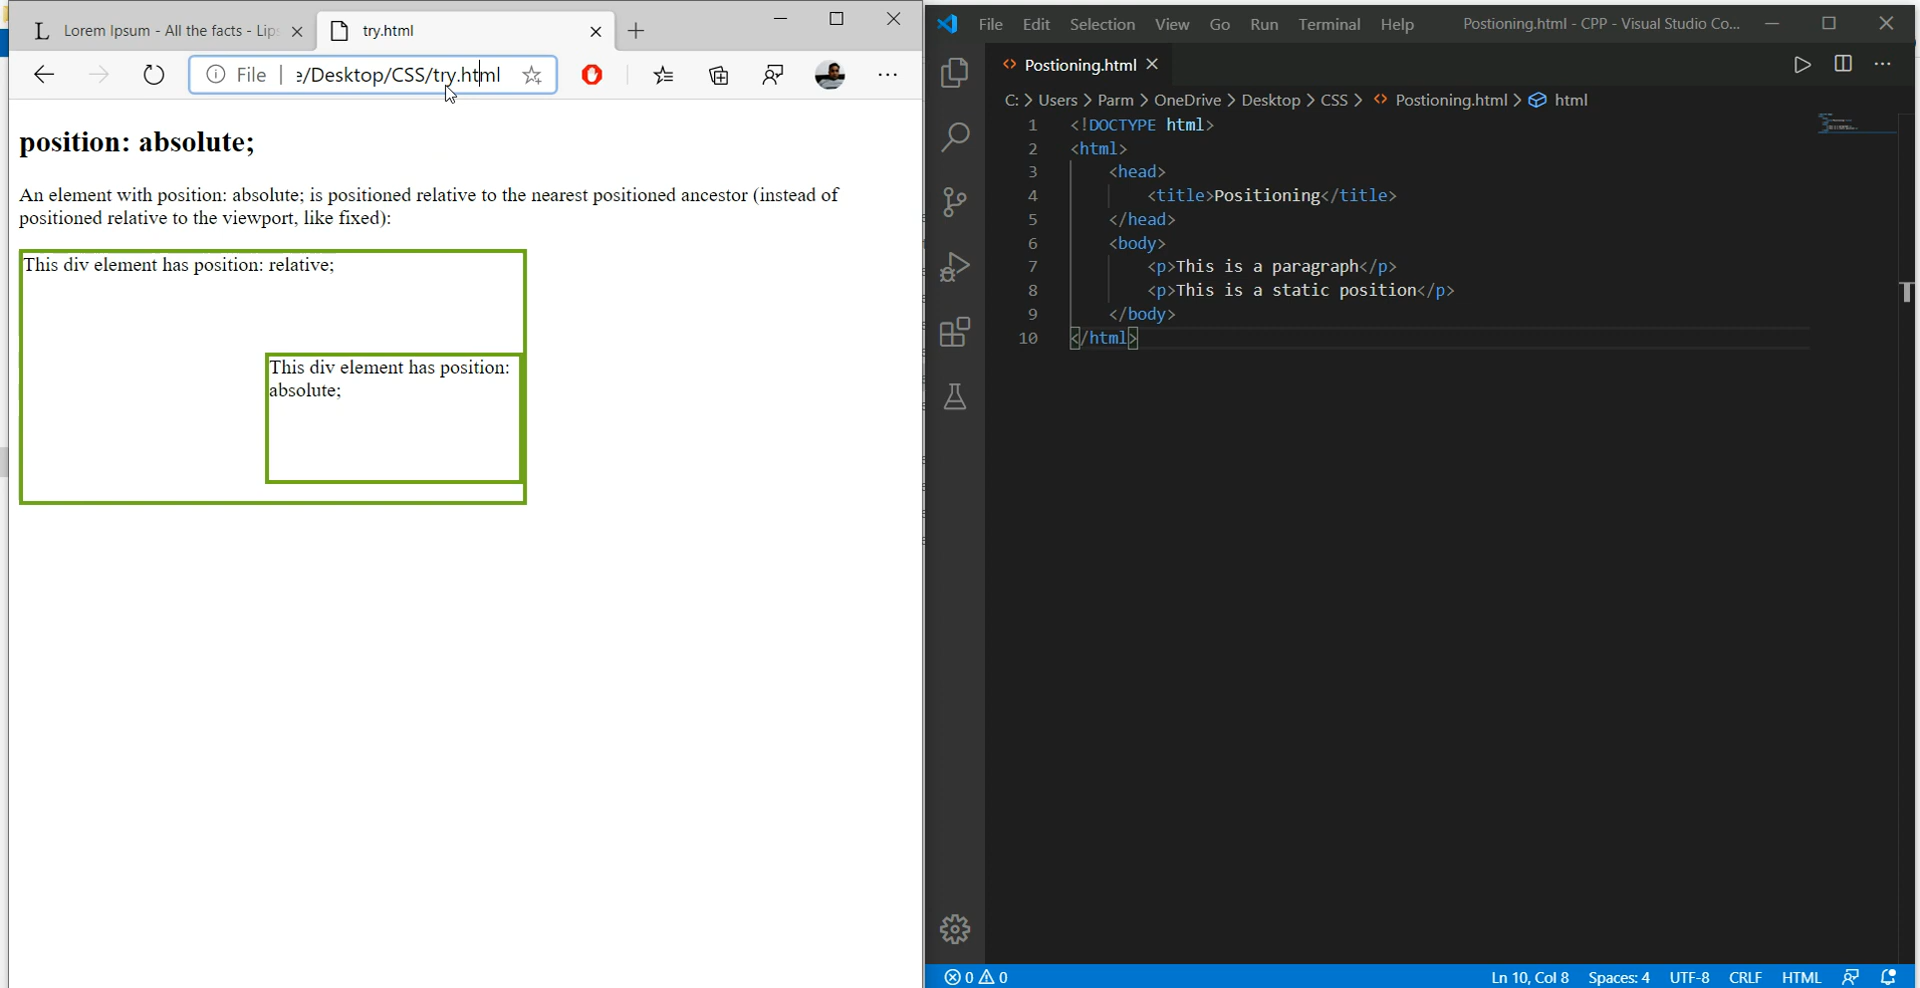 L Lorem Ipsum - All the facts - Lips
try.html
File e/Desktop/CSS/try.html
position: absolute;
An element with position: absolute; is positioned relative to the nearest positioned ancestor (instead of
positioned relative to the viewport, like fixed):
This div element has position: relative;
This div element has position:
absolute;
File Edit Selection View Go Run Terminal Help Postioning.html - CPP - Visual Studio Co...
Postioning.html
C: > Users > Parm > OneDrive > Desktop > CSS > Postioning.html > html
1 <!DOCTYPE html>
2 <html>
3 <head>
4 <title>Positioning</title>
5 </head>
6 <body>
7 <p>This is a paragraph</p>
8 <p>This is a static position</p>
9 </body>
10 </html>
0 0
Ln 10, Col 8 Spaces: 4 UTF-8 CRLF HTML